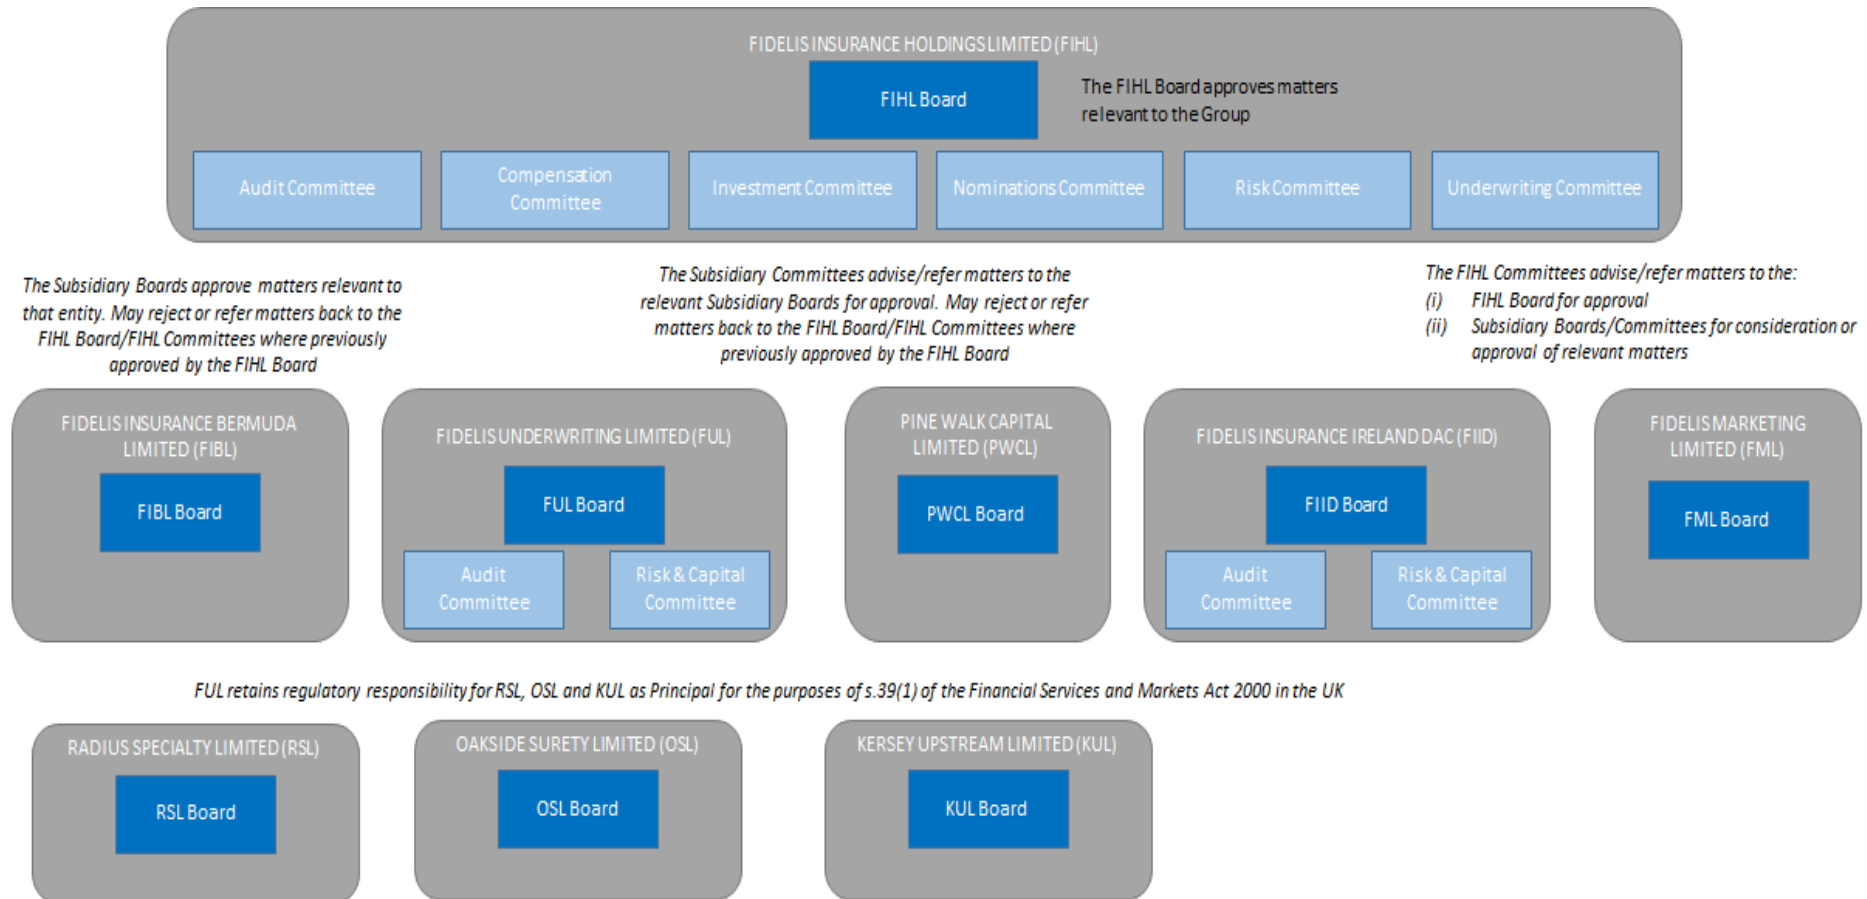 FIDELIS INSURANCE HOLDINGS LIMITED (FIHL)
FIHL Board
The FIHL Board approves matters
relevant to the Group
Audit Committee
Compensation
Committee
Investment Committee
Nominations Committee
Risk Committee
Underwriting Committee
The Subsidiary Boards approve matters relevant to
that entity. May reject or refer matters back to the
FIHL Board/FIHL Committees where previously
approved by the FIHL Board
The Subsidiary Committees advise/refer matters to the
relevant Subsidiary Boards for approval. May reject or refer
matters back to the FIHL Board/FIHL Committees where
previously approved by the FIHL Board
The FIHL Committees advise/refer matters to the:
(i) FIHL Board for approval
(ii) Subsidiary Boards/Committees for consideration or
approval of relevant matters
FIDELIS INSURANCE BERMUDA
LIMITED (FIBL)
FIBL Board
FIDELIS UNDERWRITING LIMITED (FUL)
FUL Board
Audit
Committee
Risk & Capital
Committee
PINE WALK CAPITAL
LIMITED (PWCL)
PWCL Board
FIDELIS INSURANCE IRELAND DAC (FIID)
FIID Board
Audit
Committee
Risk & Capital
Committee
FIDELIS MARKETING
LIMITED (FML)
FML Board
FUL retains regulatory responsibility for RSL, OSL and KUL as Principal for the purposes of s.39(1) of the Financial Services and Markets Act 2000 in the UK
RADIUS SPECIALTY LIMITED (RSL)
RSL Board
OAKSIDE SURETY LIMITED (OSL)
OSL Board
KERSEY UPSTREAM LIMITED (KUL)
KUL Board